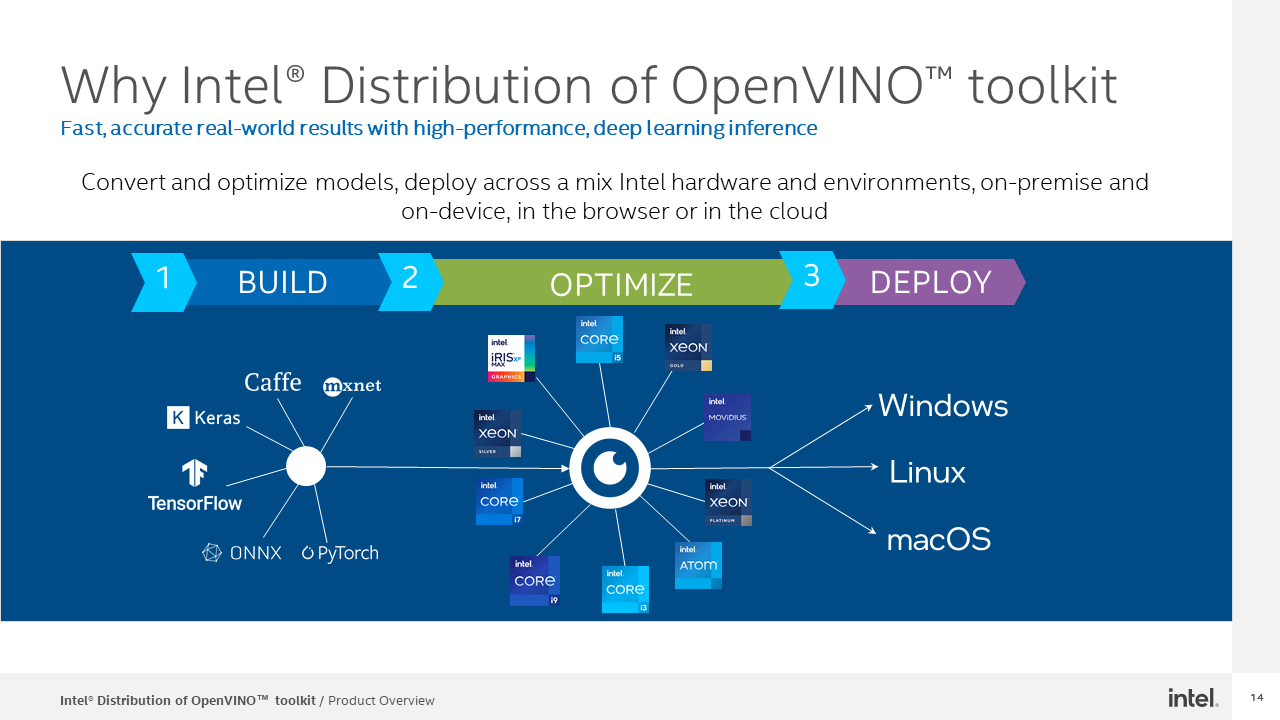 Why Intel® Distribution of OpenVINO™ toolkit
Fast, accurate real-world results with high-performance, deep learning inference
Convert and optimize models, deploy across a mix Intel hardware and environments, on-premise and
on-device, in the browser or in the cloud
1 BUILD 2 OPTIMIZE 3 DEPLOY
Caffe
mxnet
K Keras
TensorFlow
ONNX
PyTorch
intel.
iRIS xe
MAX
GRAPHICS
intel.
CORE
i5
intel.
XEON
GOLD
intel.
XEON
SILVER
intel.
MOVIDIUS
intel.
CORE
i7
intel.
XEON
PLATINUM
intel.
CORE
i9
intel.
CORE
i3
intel.
ATOM
Windows
Linux
macOS
Intel® Distribution of OpenVINO™ toolkit / Product Overview
intel.
14